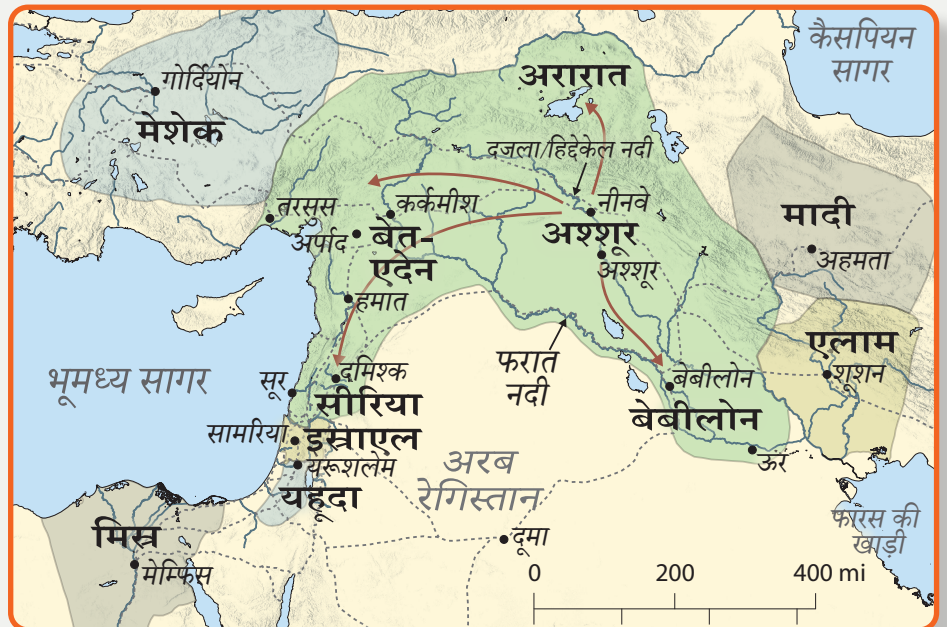 कैसपियन
सागर
गोर्दियोन
मेशेक
अरारात
दजला/हिद्देकेल नदी
तरसुस
कर्कमीश
नीनवे
मादी
अर्पाद
बेत-
एदेन
अश्शूर
अश्शूर
अहमता
हमात
फरात
नदी
एलाम
शूशन
भूमध्य सागर
सूर
दमिश्क
सीरिया
बेबीलोन
बेबीलोन
सामरिया
इस्राएल
यरूशलेम
यहूदा
अरब
रेगिस्तान
ऊर
मिस्र
मेम्फिस
दूमा
फारस की
खाड़ी
0 200 400 mi